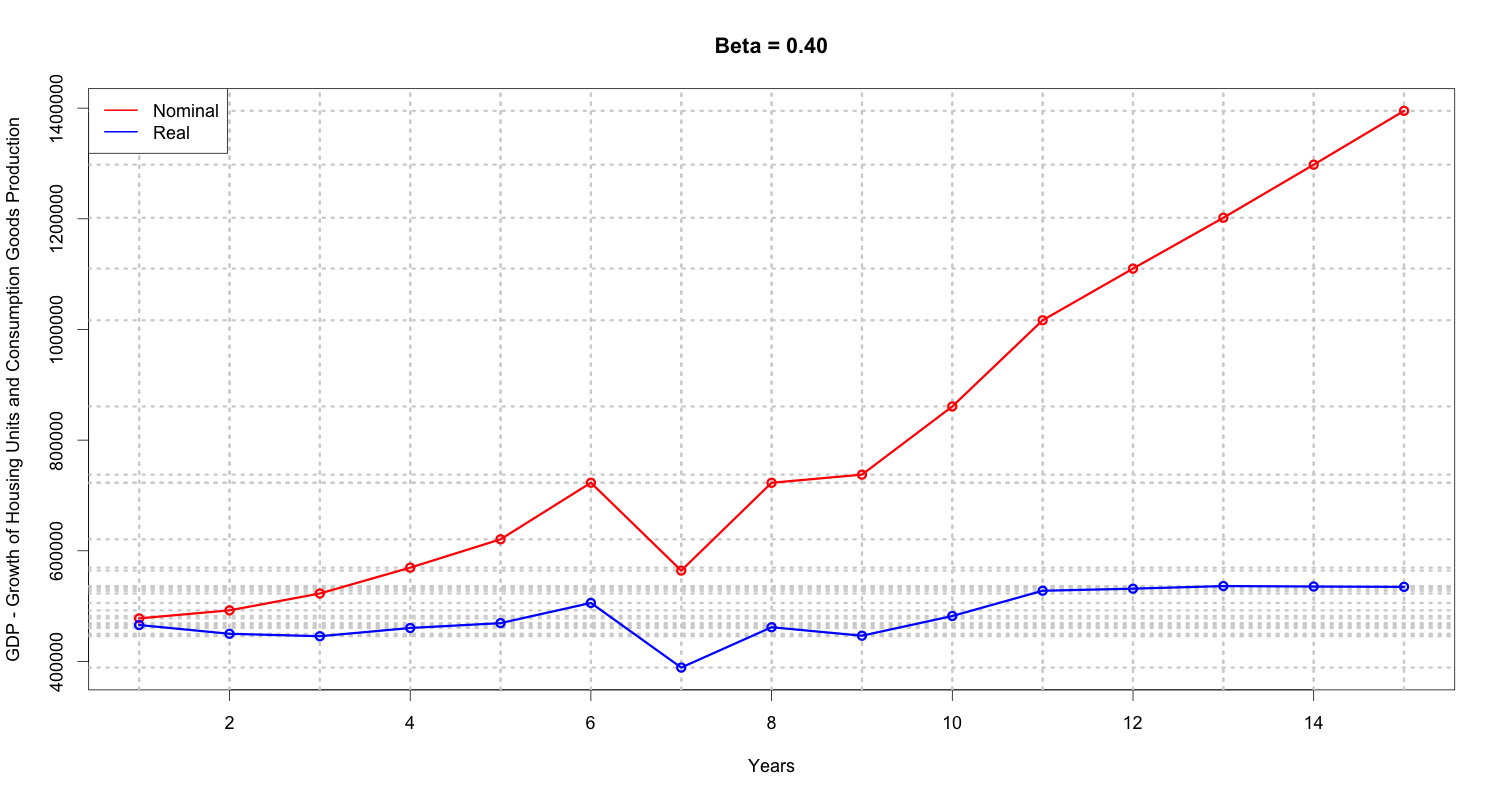 Beta = 0.40
Nominal
Real
GDP - Growth of Housing Units and Consumption Goods Production
1400000
1200000
1000000
800000
600000
400000
2 4 6 8 10 12 14
Years